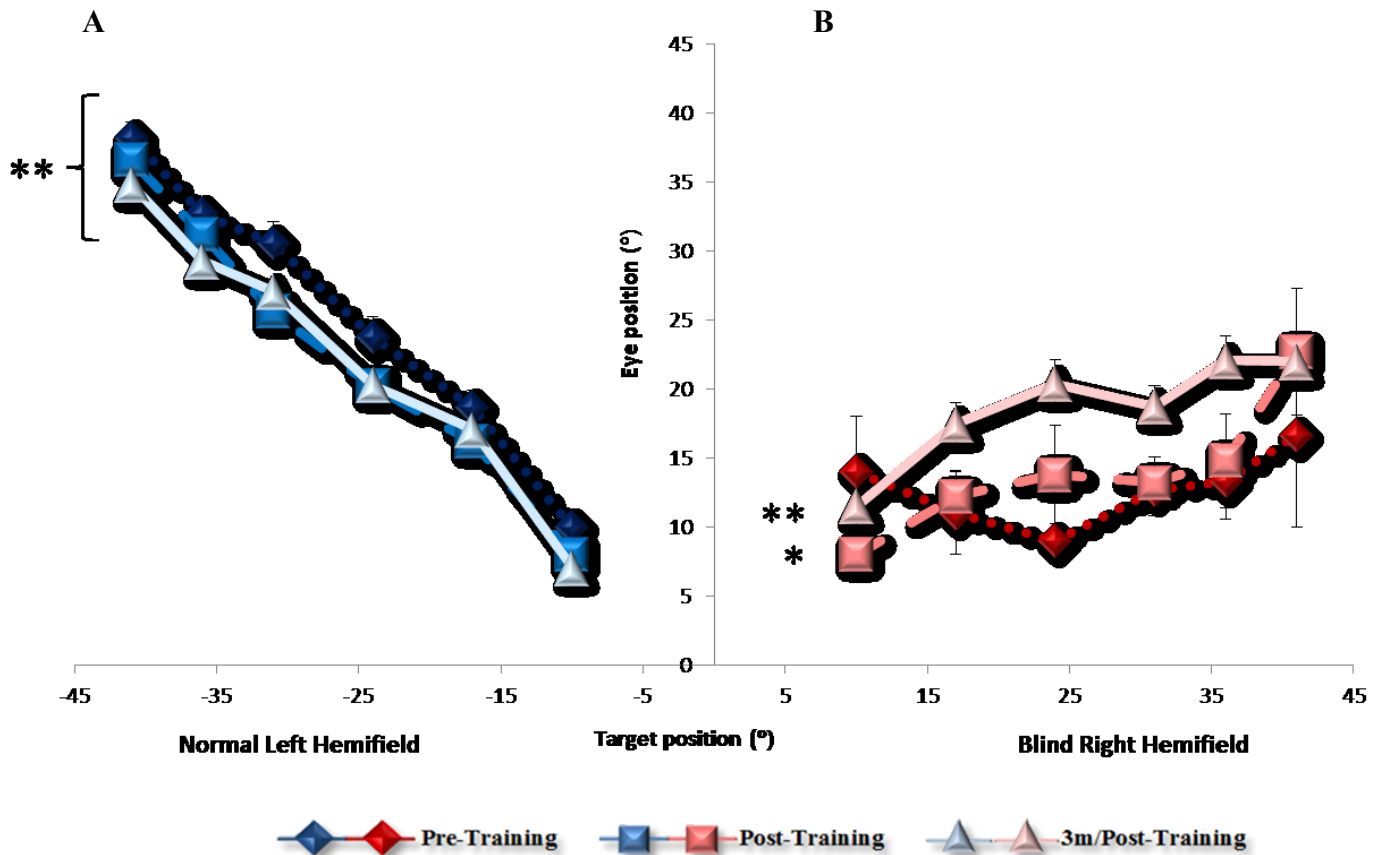 A
B
45
40
35
30
25
20
15
10
5
0
Eye position (°)
**
**
*
-45 -35 -25 -15 -5 5 15 25 35 45
Normal Left Hemifield Target position (°) Blind Right Hemifield
Pre-Training Post-Training 3m/Post-Training